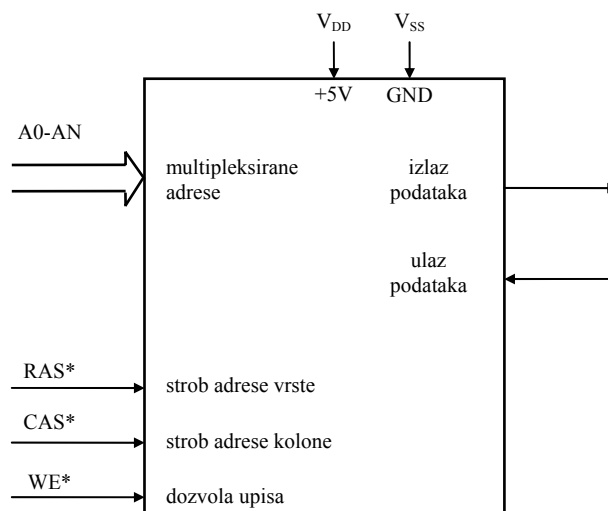 V_DD V_SS
+5V GND
A0-AN
multipleksirane
adrese
izlaz
podataka
ulaz
podataka
RAS*
strob adrese vrste
CAS*
strob adrese kolone
WE*
dozvola upisa